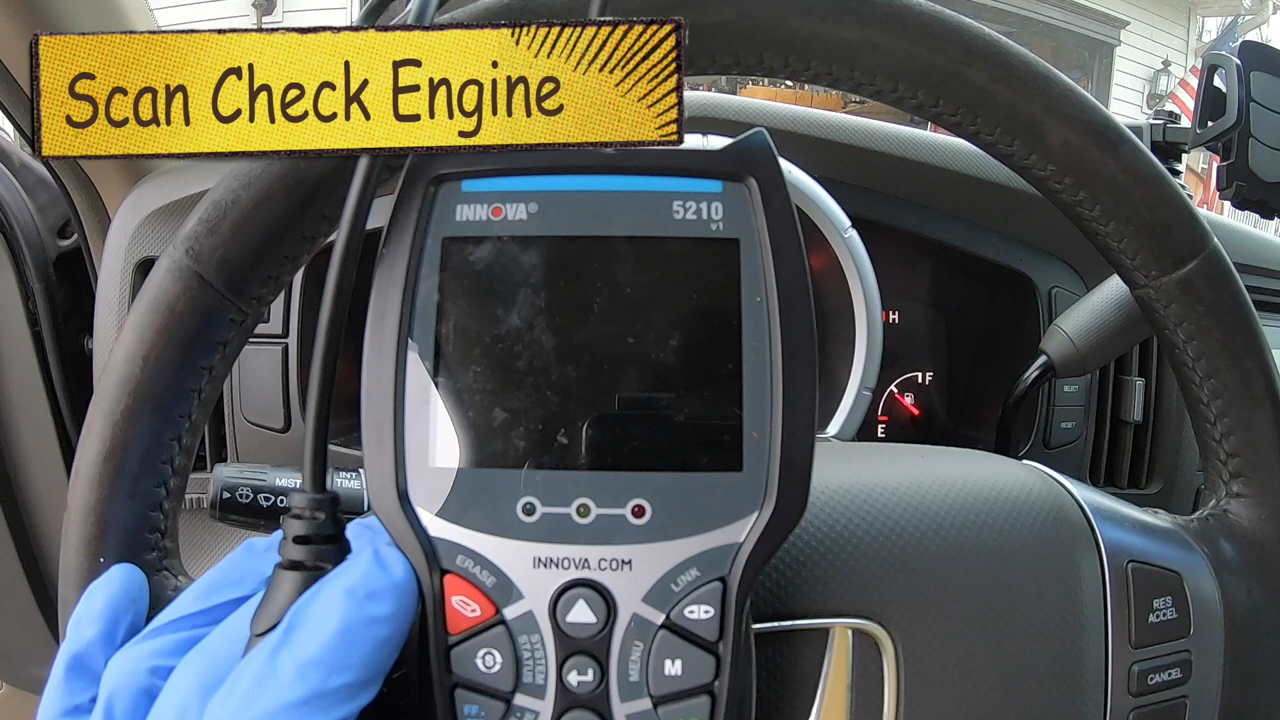 Scan Check Engine
INNOVA®
5210
v1
H
F
E
SELECT
RESET
MIST
INT
TIME
INNOVA.COM
ERASE
LINK
SYSTEM
STATUS
MENU
M
RES
ACCEL
CANCEL